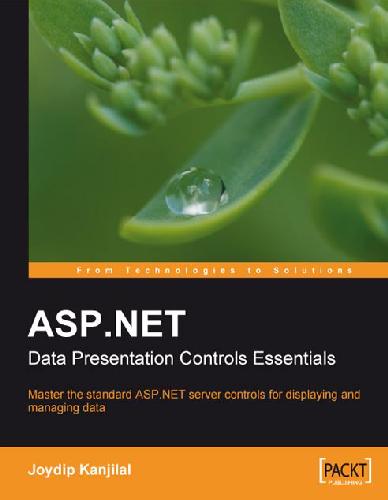 From Technologies to Solutions
ASP.NET
Data Presentation Controls Essentials
Master the standard ASP.NET server controls for displaying and
managing data
Joydip Kanjilal
PACKT
PUBLISHING